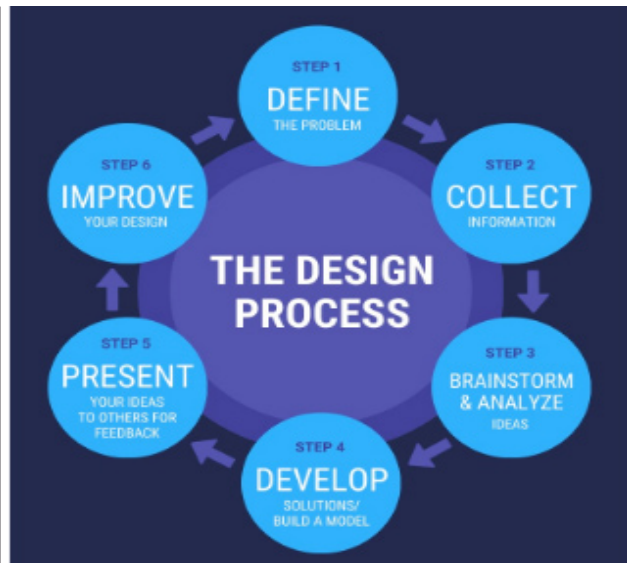 STEP 1
DEFINE
THE PROBLEM
STEP 2
COLLECT
INFORMATION
STEP 3
BRAINSTORM
& ANALYZE
IDEAS
STEP 4
DEVELOP
SOLUTIONS/
BUILD A MODEL
STEP 5
PRESENT
YOUR IDEAS
TO OTHERS FOR
FEEDBACK
STEP 6
IMPROVE
YOUR DESIGN
THE DESIGN
PROCESS